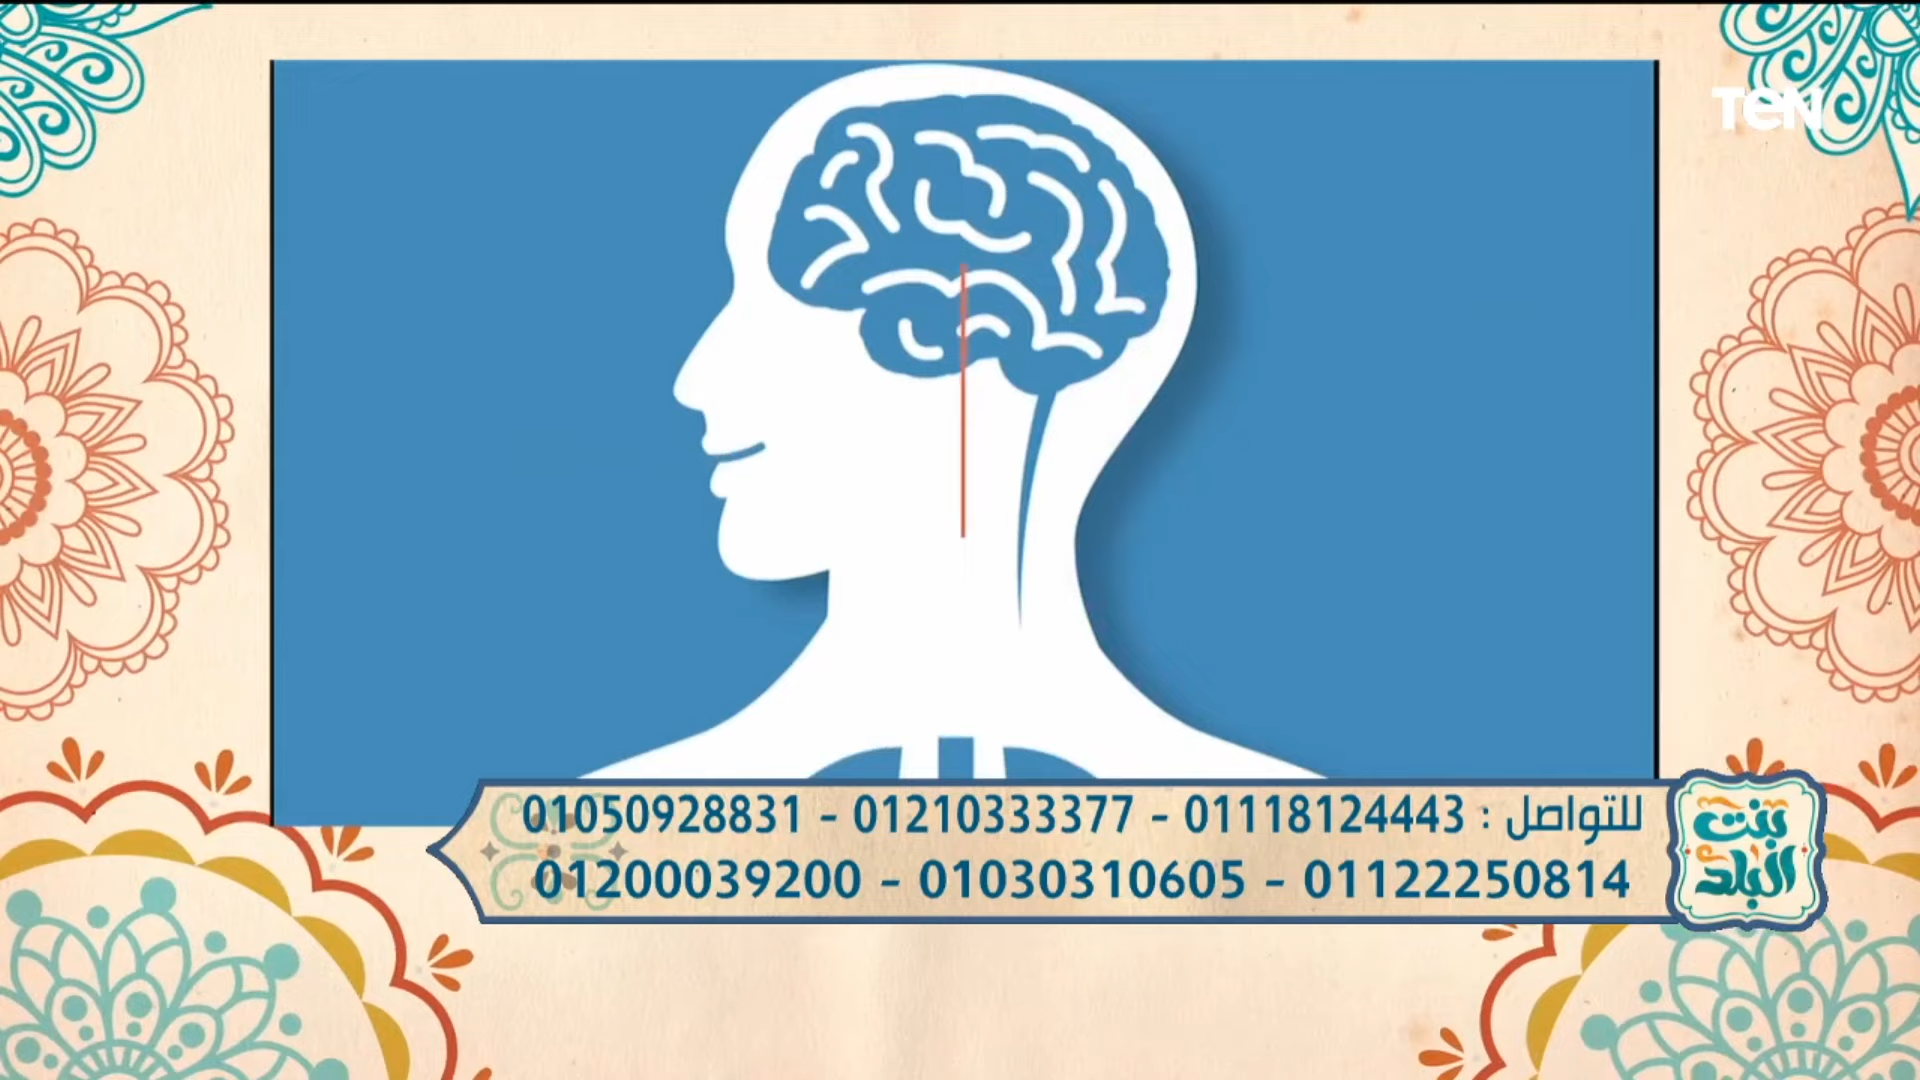 TeN
للتواصل : 01118124443 - 01210333377 - 01050928831
01122250814 - 01030310605 - 01200039200
بنت
البلد